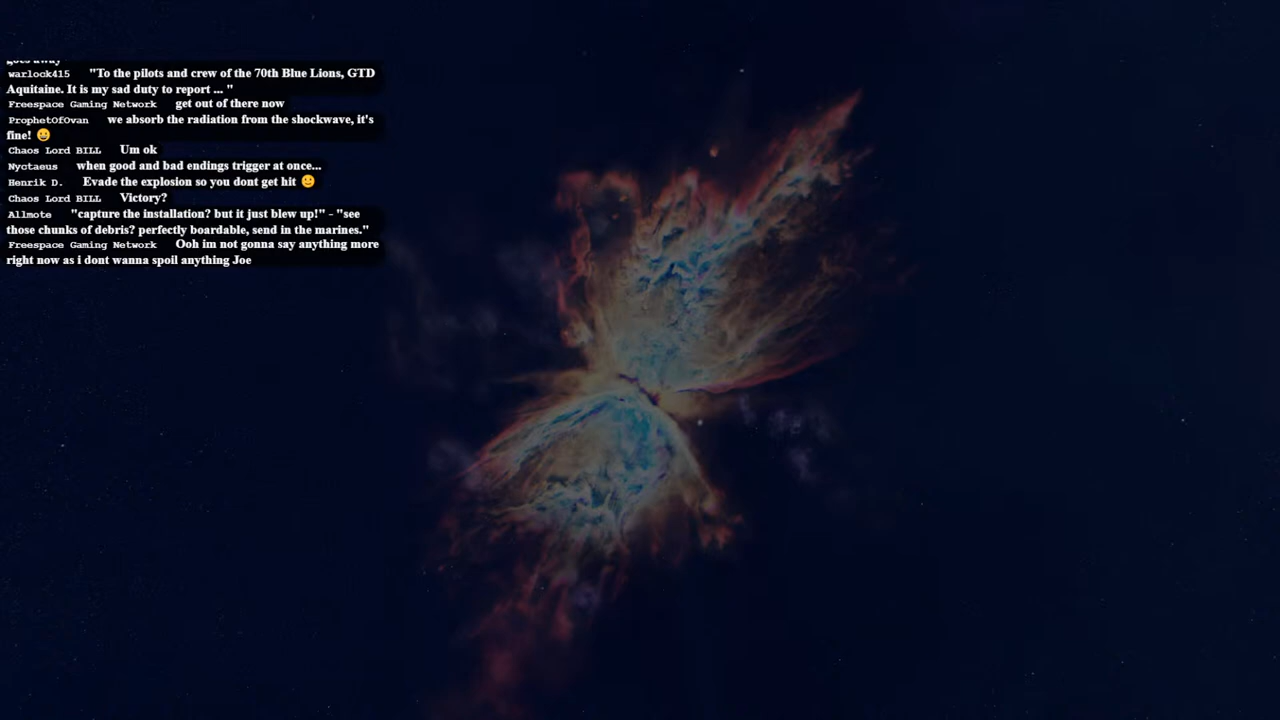 goes away
warlock415 "To the pilots and crew of the 70th Blue Lions, GTD
Aquitaine. It is my sad duty to report ... "
Freespace Gaming Network get out of there now
ProphetOfOvan we absorb the radiation from the shockwave, it's
fine! 😀
Chaos Lord BILL Um ok
Nyctaeus when good and bad endings trigger at once...
Henrik D. Evade the explosion so you dont get hit 🙂
Chaos Lord BILL Victory?
Allmote "capture the installation? but it just blew up!" - "see
those chunks of debris? perfectly boardable, send in the marines."
Freespace Gaming Network Ooh im not gonna say anything more
right now as i dont wanna spoil anything Joe